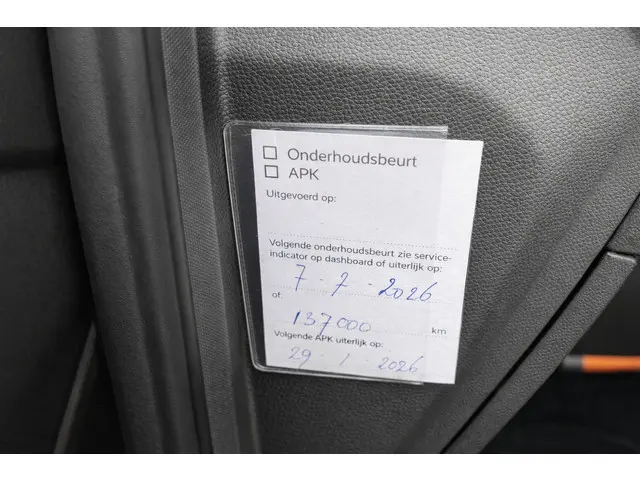 ☐ Onderhoudsbeurt
☐ APK
Uitgevoerd op:
Volgende onderhoudsbeurt zie service-
indicator op dashboard of uiterlijk op:
7-7-2026
of:
137000 km
Volgende APK uiterlijk op:
29-1-2026